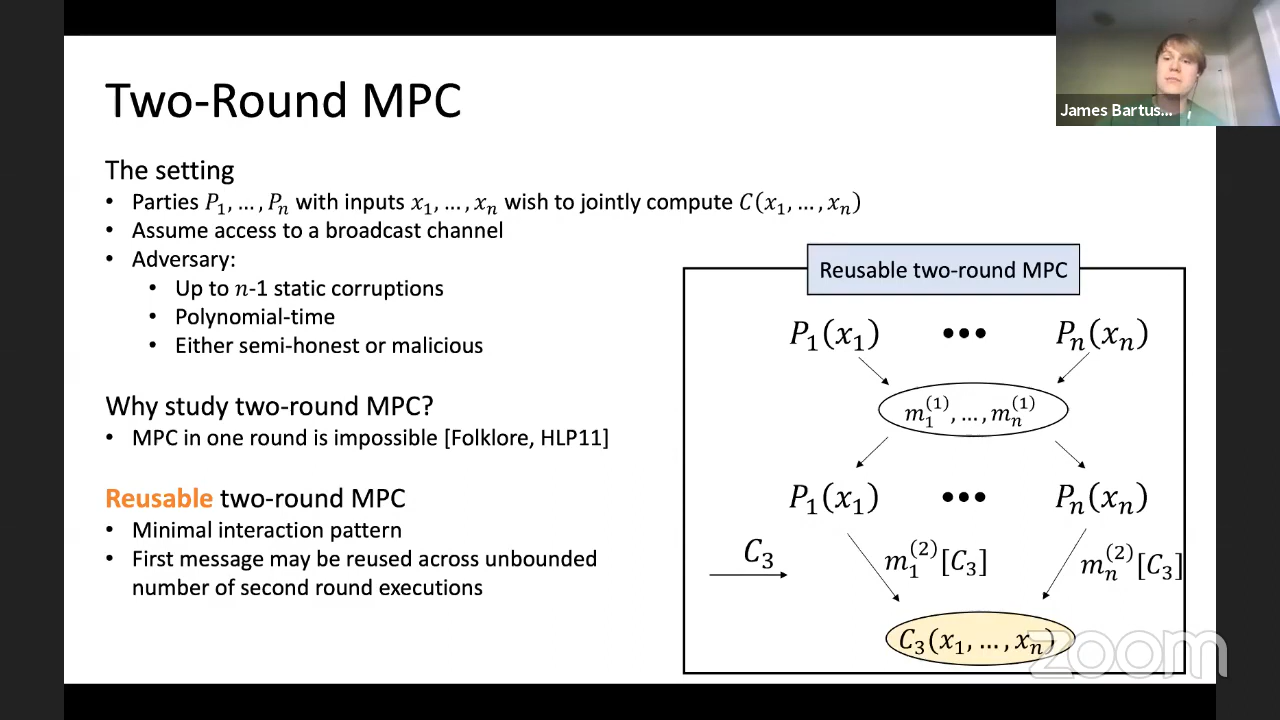 Two-Round MPC
James Bartus...
The setting
• Parties P₁, …, Pₙ with inputs x₁, …, xₙ wish to jointly compute C(x₁, …, xₙ)
• Assume access to a broadcast channel
• Adversary:
• Up to n-1 static corruptions
• Polynomial-time
• Either semi-honest or malicious
Why study two-round MPC?
• MPC in one round is impossible [Folklore, HLP11]
Reusable two-round MPC
• Minimal interaction pattern
• First message may be reused across unbounded
number of second round executions
Reusable two-round MPC
P₁(x₁) ••• Pₙ(xₙ)
m₁⁽¹⁾, …, mₙ⁽¹⁾
P₁(x₁) ••• Pₙ(xₙ)
C₃ m₁⁽²⁾[C₃] mₙ⁽²⁾[C₃]
C₃(x₁, …, xₙ)
zoom